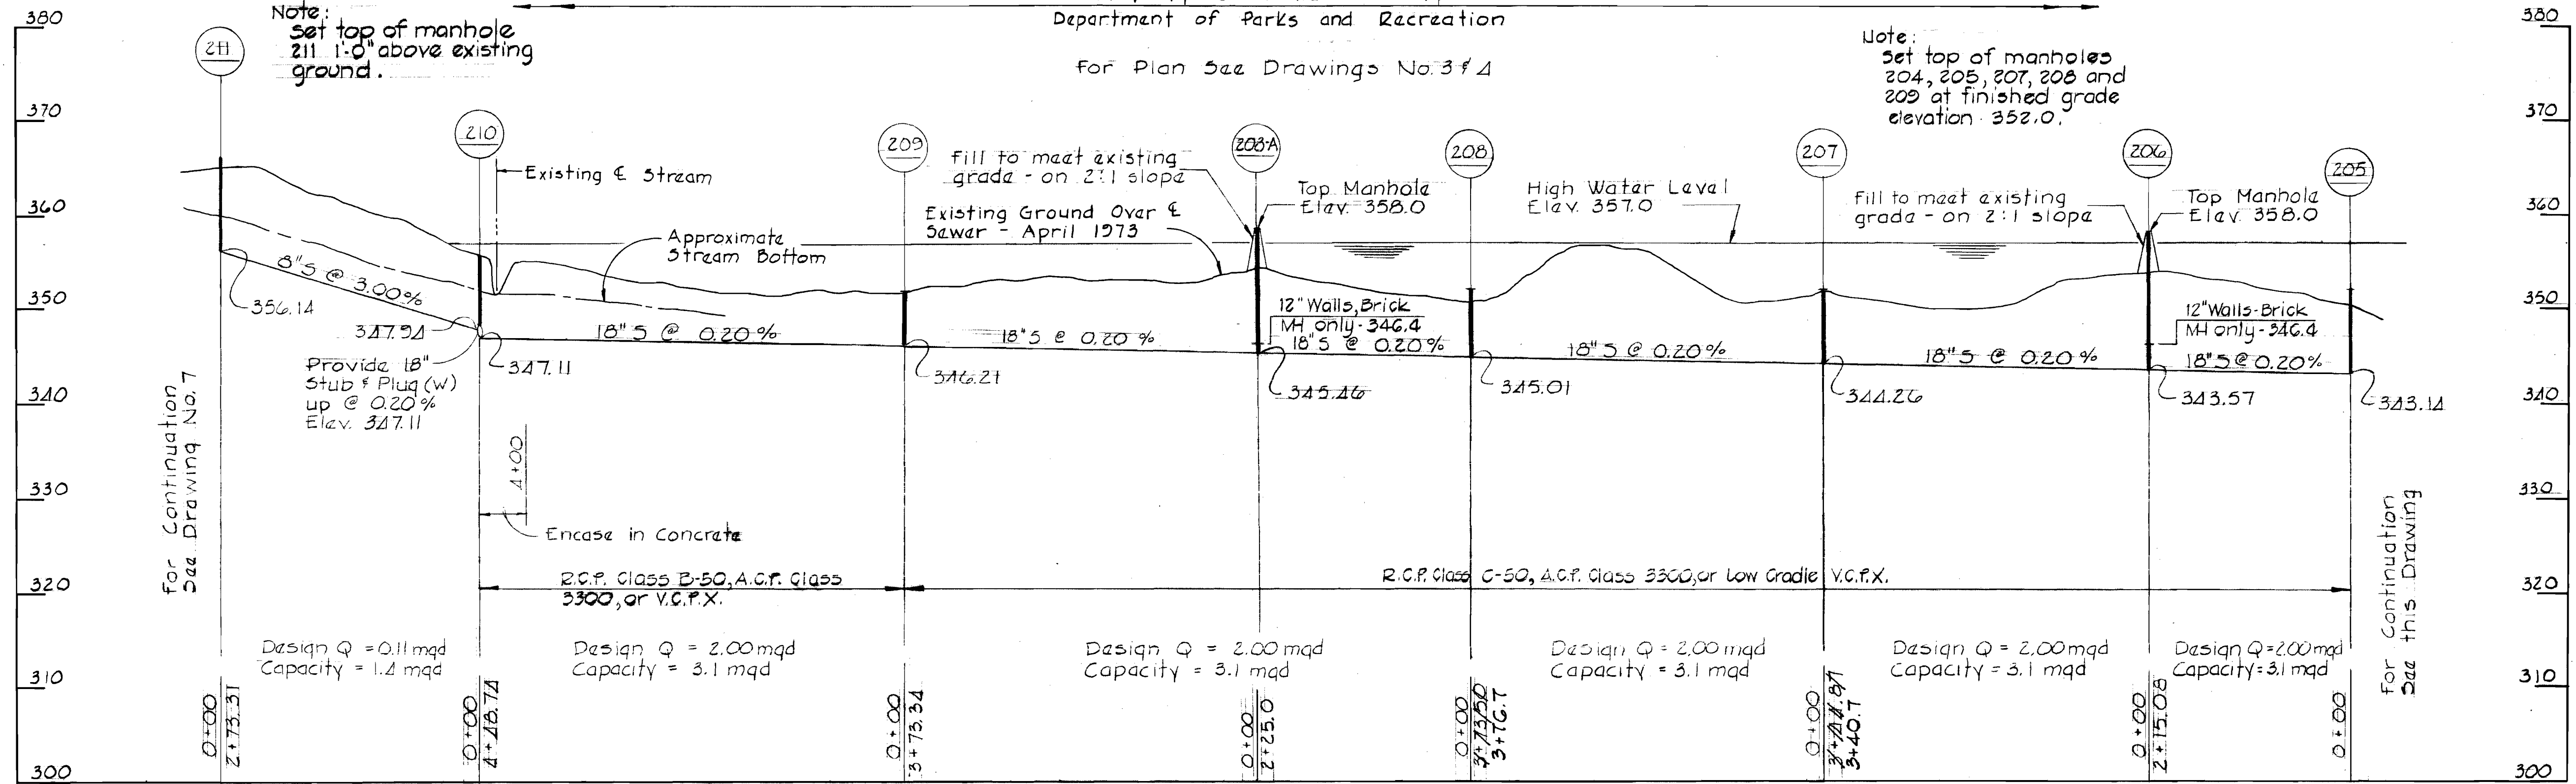 380
Note:
Set top of manhole
211 1'-0" above existing
ground.
Department of Parks and Recreation
For Plan See Drawings No. 3 & 4
Note:
Set top of manholes
204, 205, 207, 208 and
209 at finished grade
elevation 352.0.
380
211
210
209
208-A
208
207
206
205
370
370
Existing ℄ Stream
Fill to meet existing
grade - on 2:1 slope
Top Manhole
Elev. 358.0
High Water Level
Elev. 357.0
Fill to meet existing
grade - on 2:1 slope
Top Manhole
Elev. 358.0
360
360
Existing Ground Over ℄
Sewer - April 1973
Approximate
Stream Bottom
8" S @ 3.00%
356.14
350
350
347.94
18" S @ 0.20%
18" S @ 0.20%
12" Walls, Brick
MH only - 346.4
18" S @ 0.20%
18" S @ 0.20%
18" S @ 0.20%
12" Walls - Brick
MH only - 346.4
18" S @ 0.20%
Provide 18"
Stub & Plug (W)
up @ 0.20%
Elev. 347.11
347.11
346.21
345.46
345.01
344.26
343.57
343.14
340
340
For Continuation
See Drawing No. 7
4+00
Encase in Concrete
330
330
For Continuation
See this Drawing
320
320
R.C.P. Class B-50, A.C.P. Class
3300, or V.C.P.X.
R.C.P. Class C-50, A.C.P. Class 3300, or Low Cradle V.C.P.X.
Design Q = 0.11 mgd
Capacity = 1.4 mgd
Design Q = 2.00 mgd
Capacity = 3.1 mgd
Design Q = 2.00 mgd
Capacity = 3.1 mgd
Design Q = 2.00 mgd
Capacity = 3.1 mgd
Design Q = 2.00 mgd
Capacity = 3.1 mgd
Design Q = 2.00 mgd
Capacity = 3.1 mgd
310
310
0+00
2+73.31
0+00
4+48.74
0+00
3+73.34
0+00
2+25.0
0+00
3+76.7
0+00
3+40.7
0+00
2+15.08
0+00
300
300